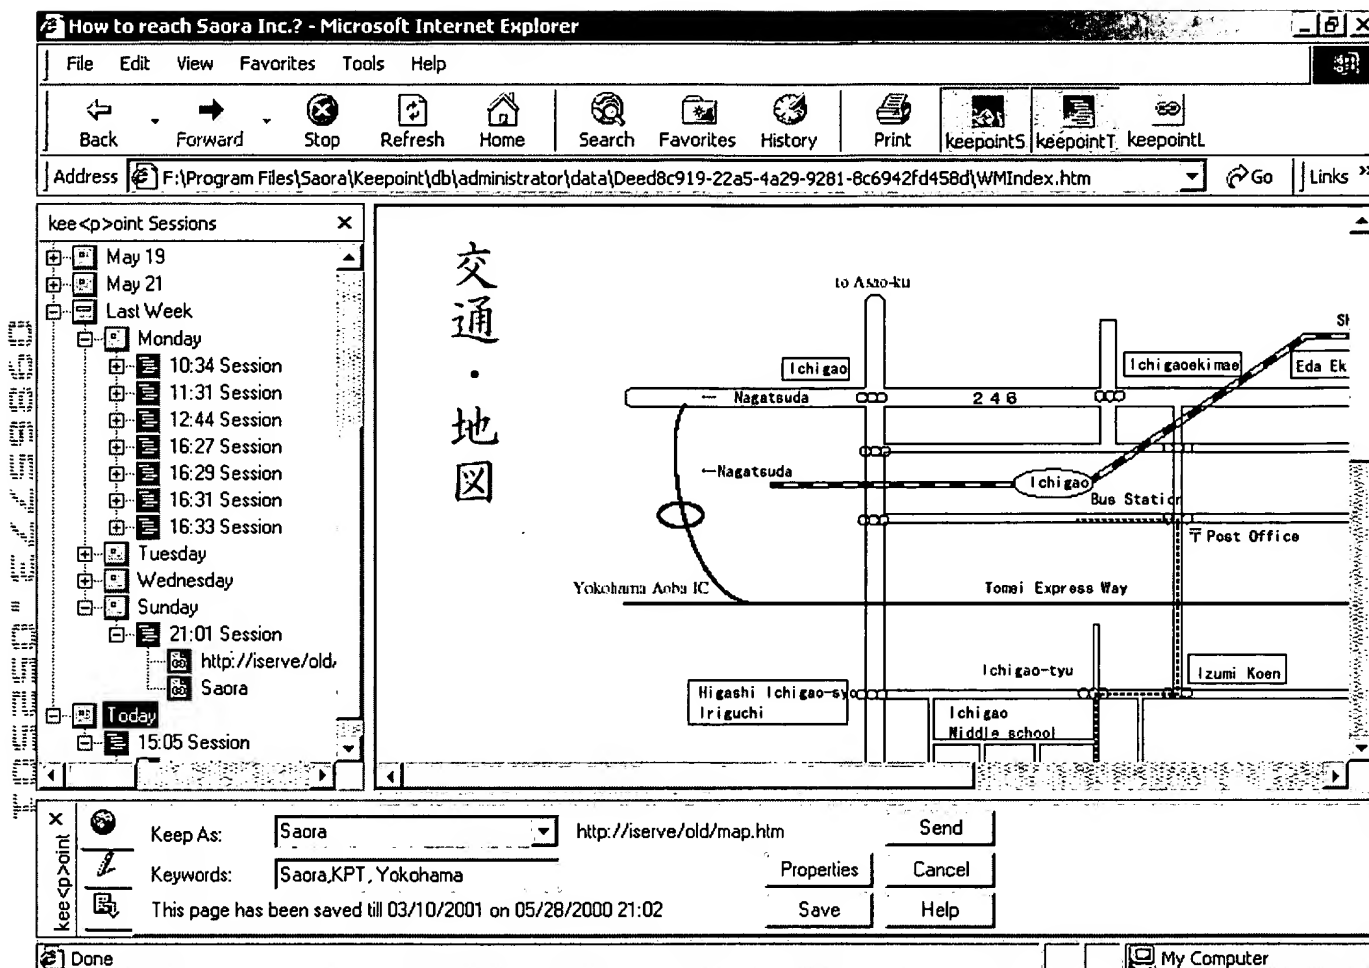 How to reach Saora Inc.? - Microsoft Internet Explorer
File Edit View Favorites Tools Help
Back Forward Stop Refresh Home Search Favorites History Print keepointS keepointT keepointL
Address F:\Program Files\Saora\Keepoint\db\administrator\data\Deed8c919-22a5-4a29-9281-8c6942fd458d\WMIndex.htm Go Links »
kee<p>oint Sessions
May 19
May 21
Last Week
Monday
10:34 Session
11:31 Session
12:44 Session
16:27 Session
16:29 Session
16:31 Session
16:33 Session
Tuesday
Wednesday
Sunday
21:01 Session
http://iserve/old/
Saora
Today
15:05 Session
交通・地図
to Asao-ku
Ichigao
Ichigaoekimae
Eda Ek
← Nagatsuda
246
←Nagatsuda
Ichigao
Bus Station
〒Post Office
Yokohama Aoba IC
Tomei Express Way
Ichigao-tyu
Izumi Koen
Higashi Ichigao-sy
Iriguchi
Ichigao
Middle school
kee<p>oint
Keep As: Saora http://iserve/old/map.htm Send
Keywords: Saora,KPT,Yokohama Properties Cancel
This page has been saved till 03/10/2001 on 05/28/2000 21:02 Save Help
Done My Computer